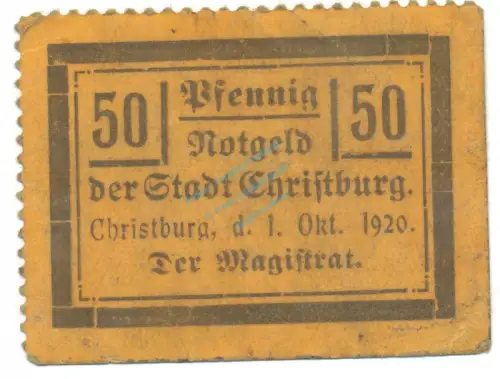 50 Pfennig 50
Notgeld
der Stadt Christburg.
Christburg, d. 1. Okt. 1920.
Der Magistrat.